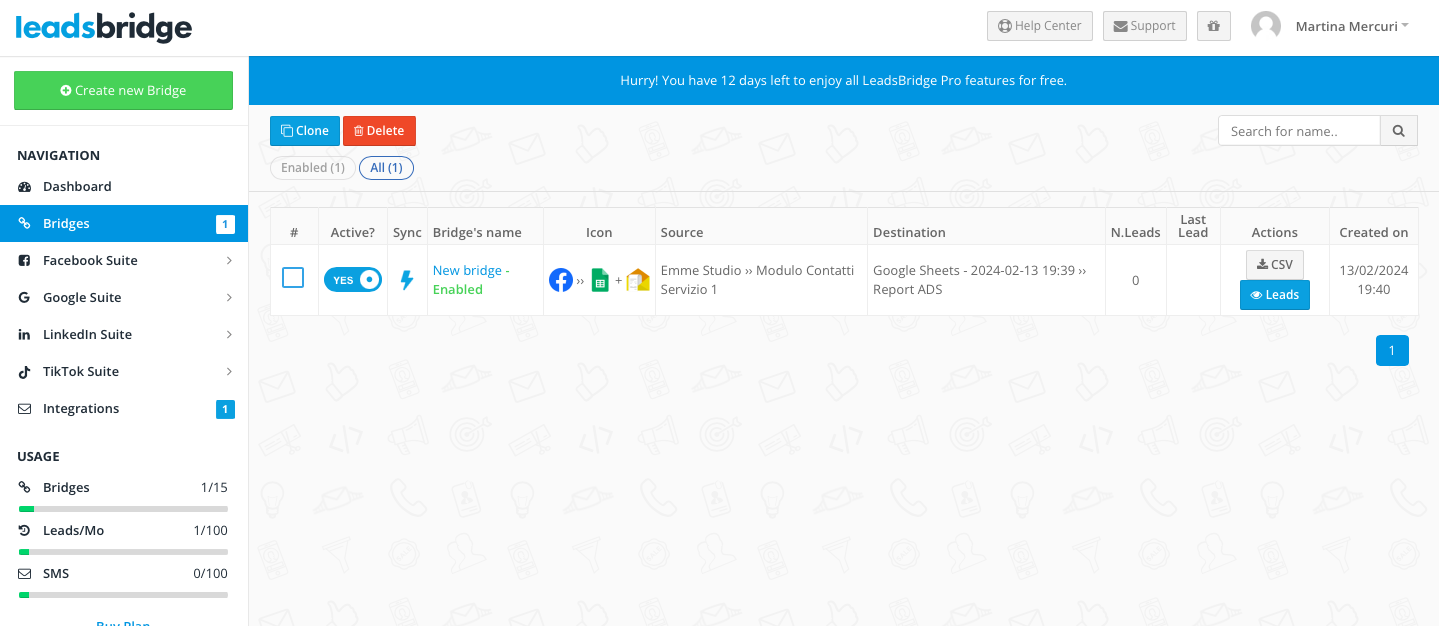 leadsbridge
Help Center
Support
Martina Mercuri
Create new Bridge
Hurry! You have 12 days left to enjoy all LeadsBridge Pro features for free.
Clone
Delete
Search for name..
Enabled (1)
All (1)
NAVIGATION
Dashboard
Bridges 1
Facebook Suite
Google Suite
LinkedIn Suite
TikTok Suite
Integrations 1
USAGE
Bridges 1/15
Leads/Mo 1/100
SMS 0/100
Buy Plan
# Active? Sync Bridge's name Icon Source Destination N.Leads Last Lead Actions Created on
YES
New bridge -
Enabled
›› +
Emme Studio ›› Modulo Contatti
Servizio 1
Google Sheets - 2024-02-13 19:39 ››
Report ADS
0
CSV
Leads
13/02/2024
19:40
1